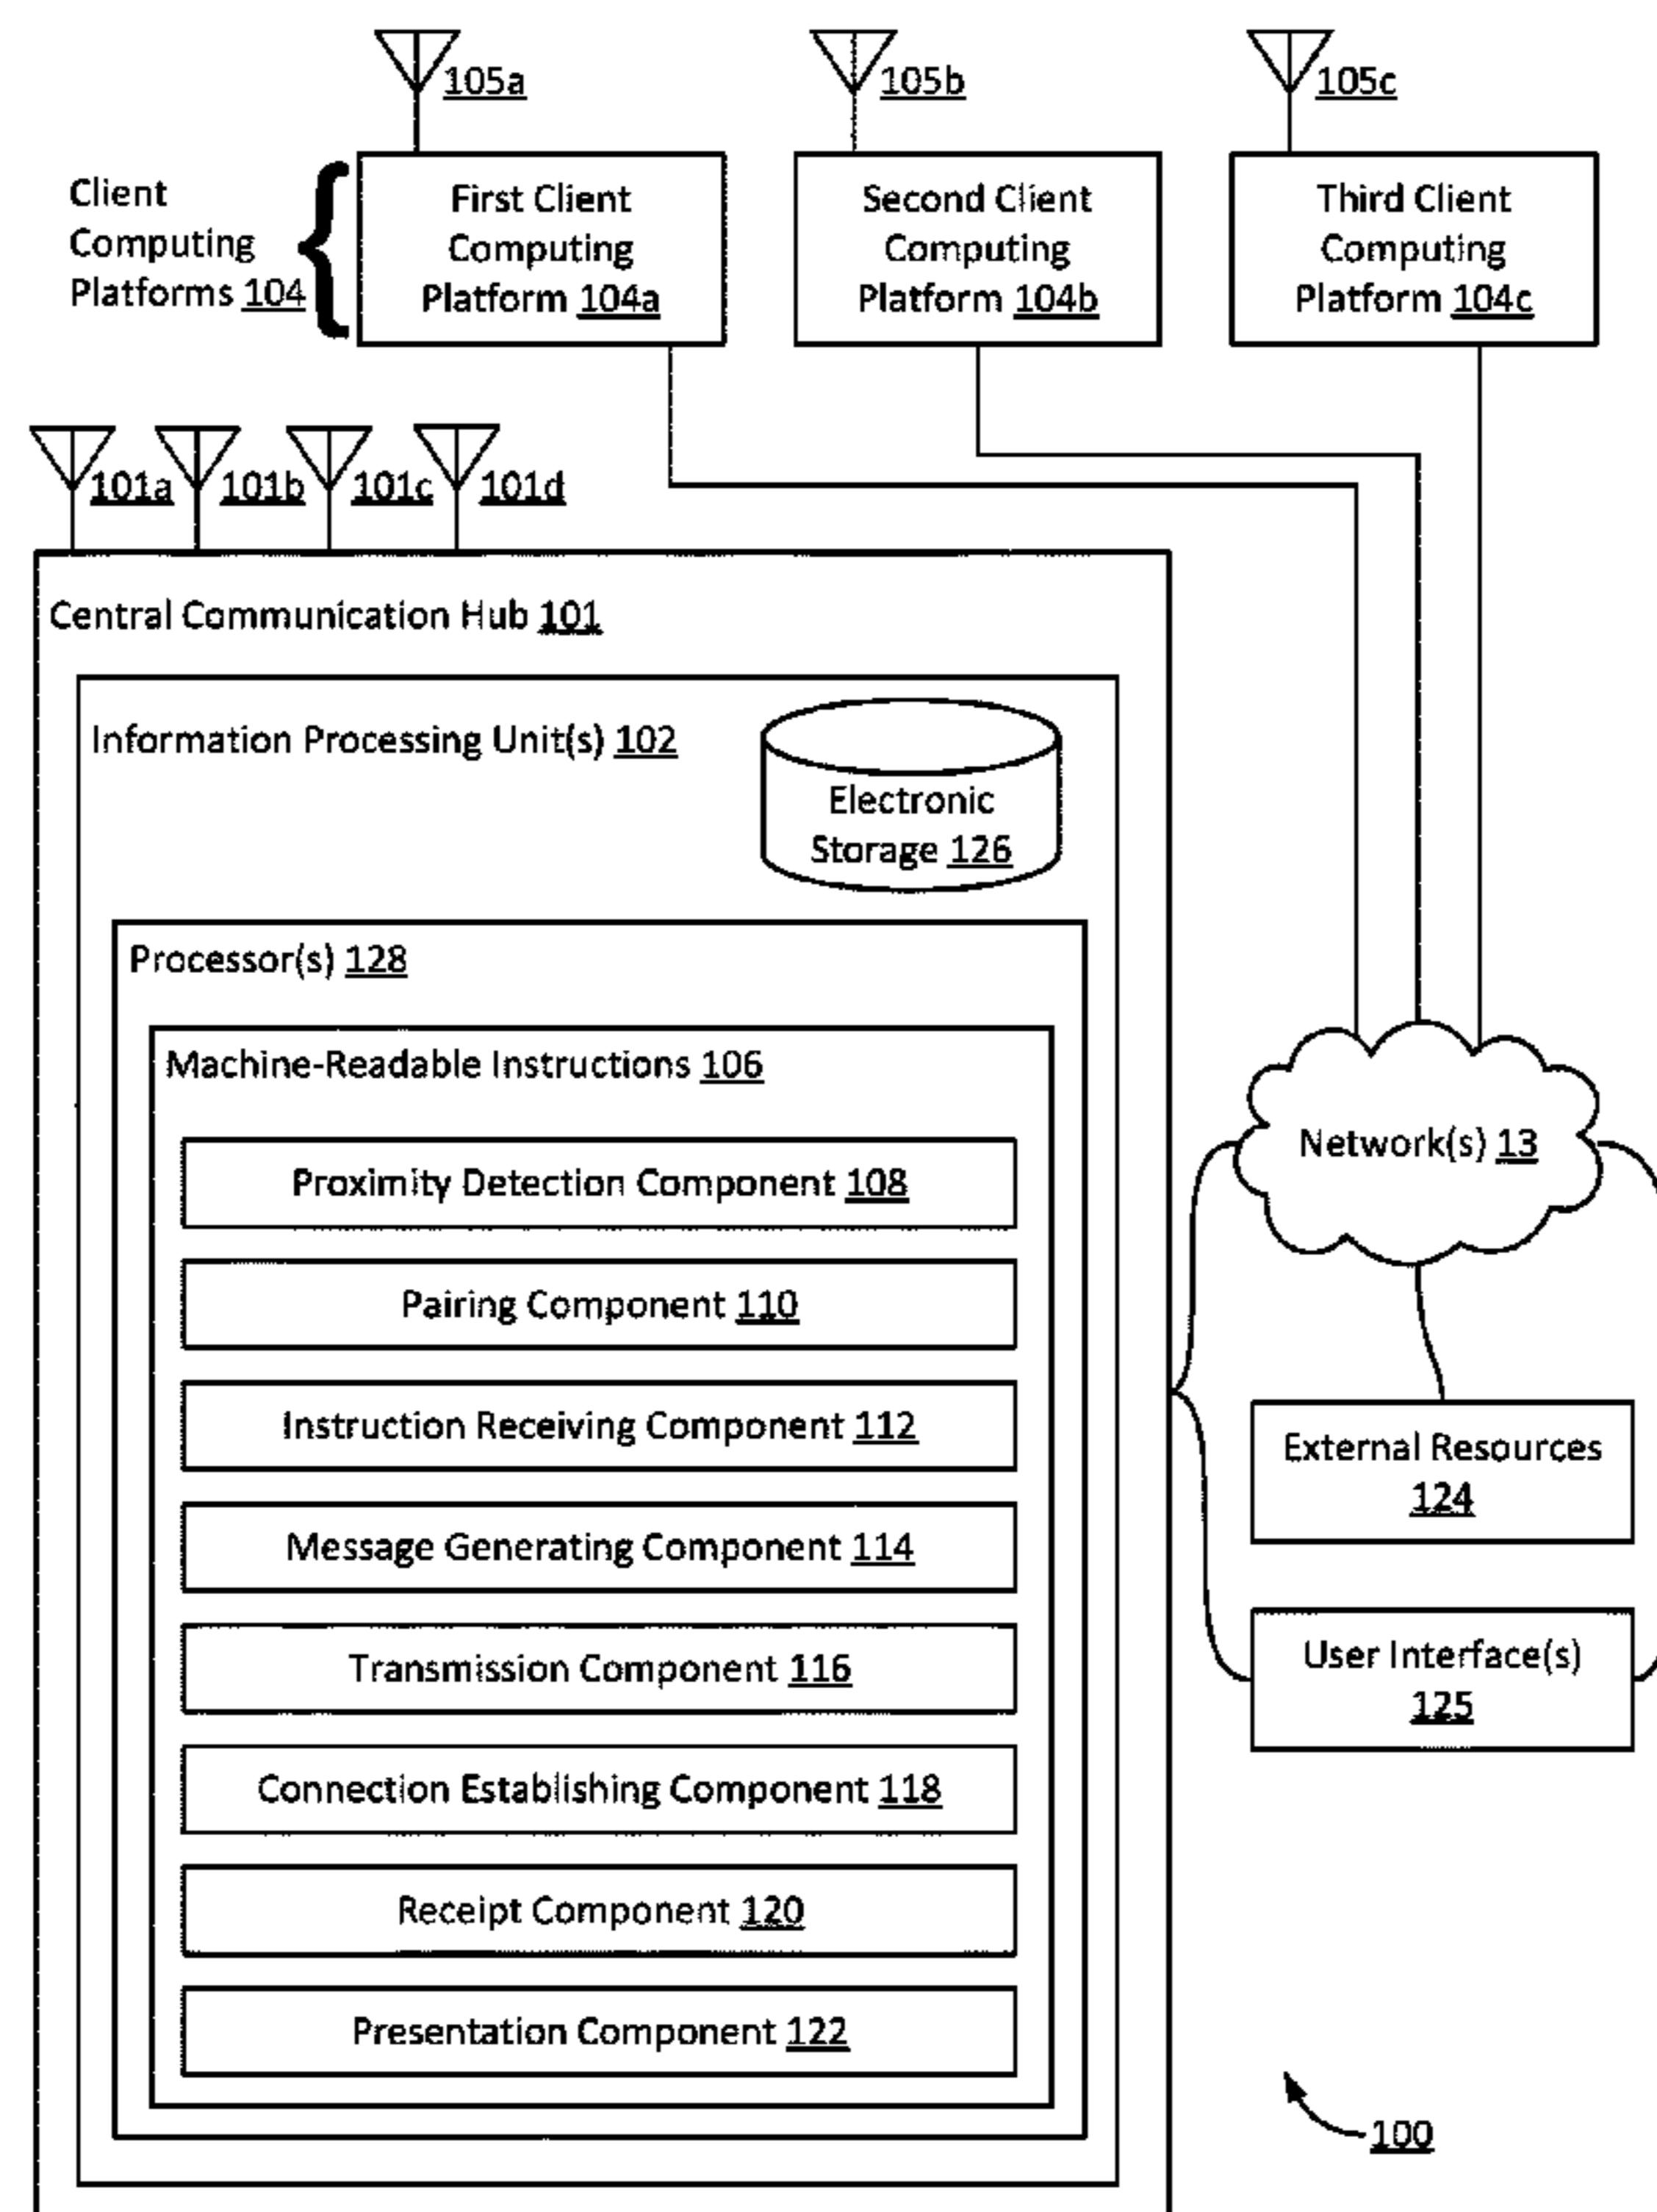 105a
105b
105c
Client
Computing
Platforms 104
First Client
Computing
Platform 104a
Second Client
Computing
Platform 104b
Third Client
Computing
Platform 104c
101a
101b
101c
101d
Central Communication Hub 101
Information Processing Unit(s) 102
Electronic
Storage 126
Processor(s) 128
Machine-Readable Instructions 106
Proximity Detection Component 108
Pairing Component 110
Instruction Receiving Component 112
Message Generating Component 114
Transmission Component 116
Connection Establishing Component 118
Receipt Component 120
Presentation Component 122
Network(s) 13
External Resources
124
User Interface(s)
125
100